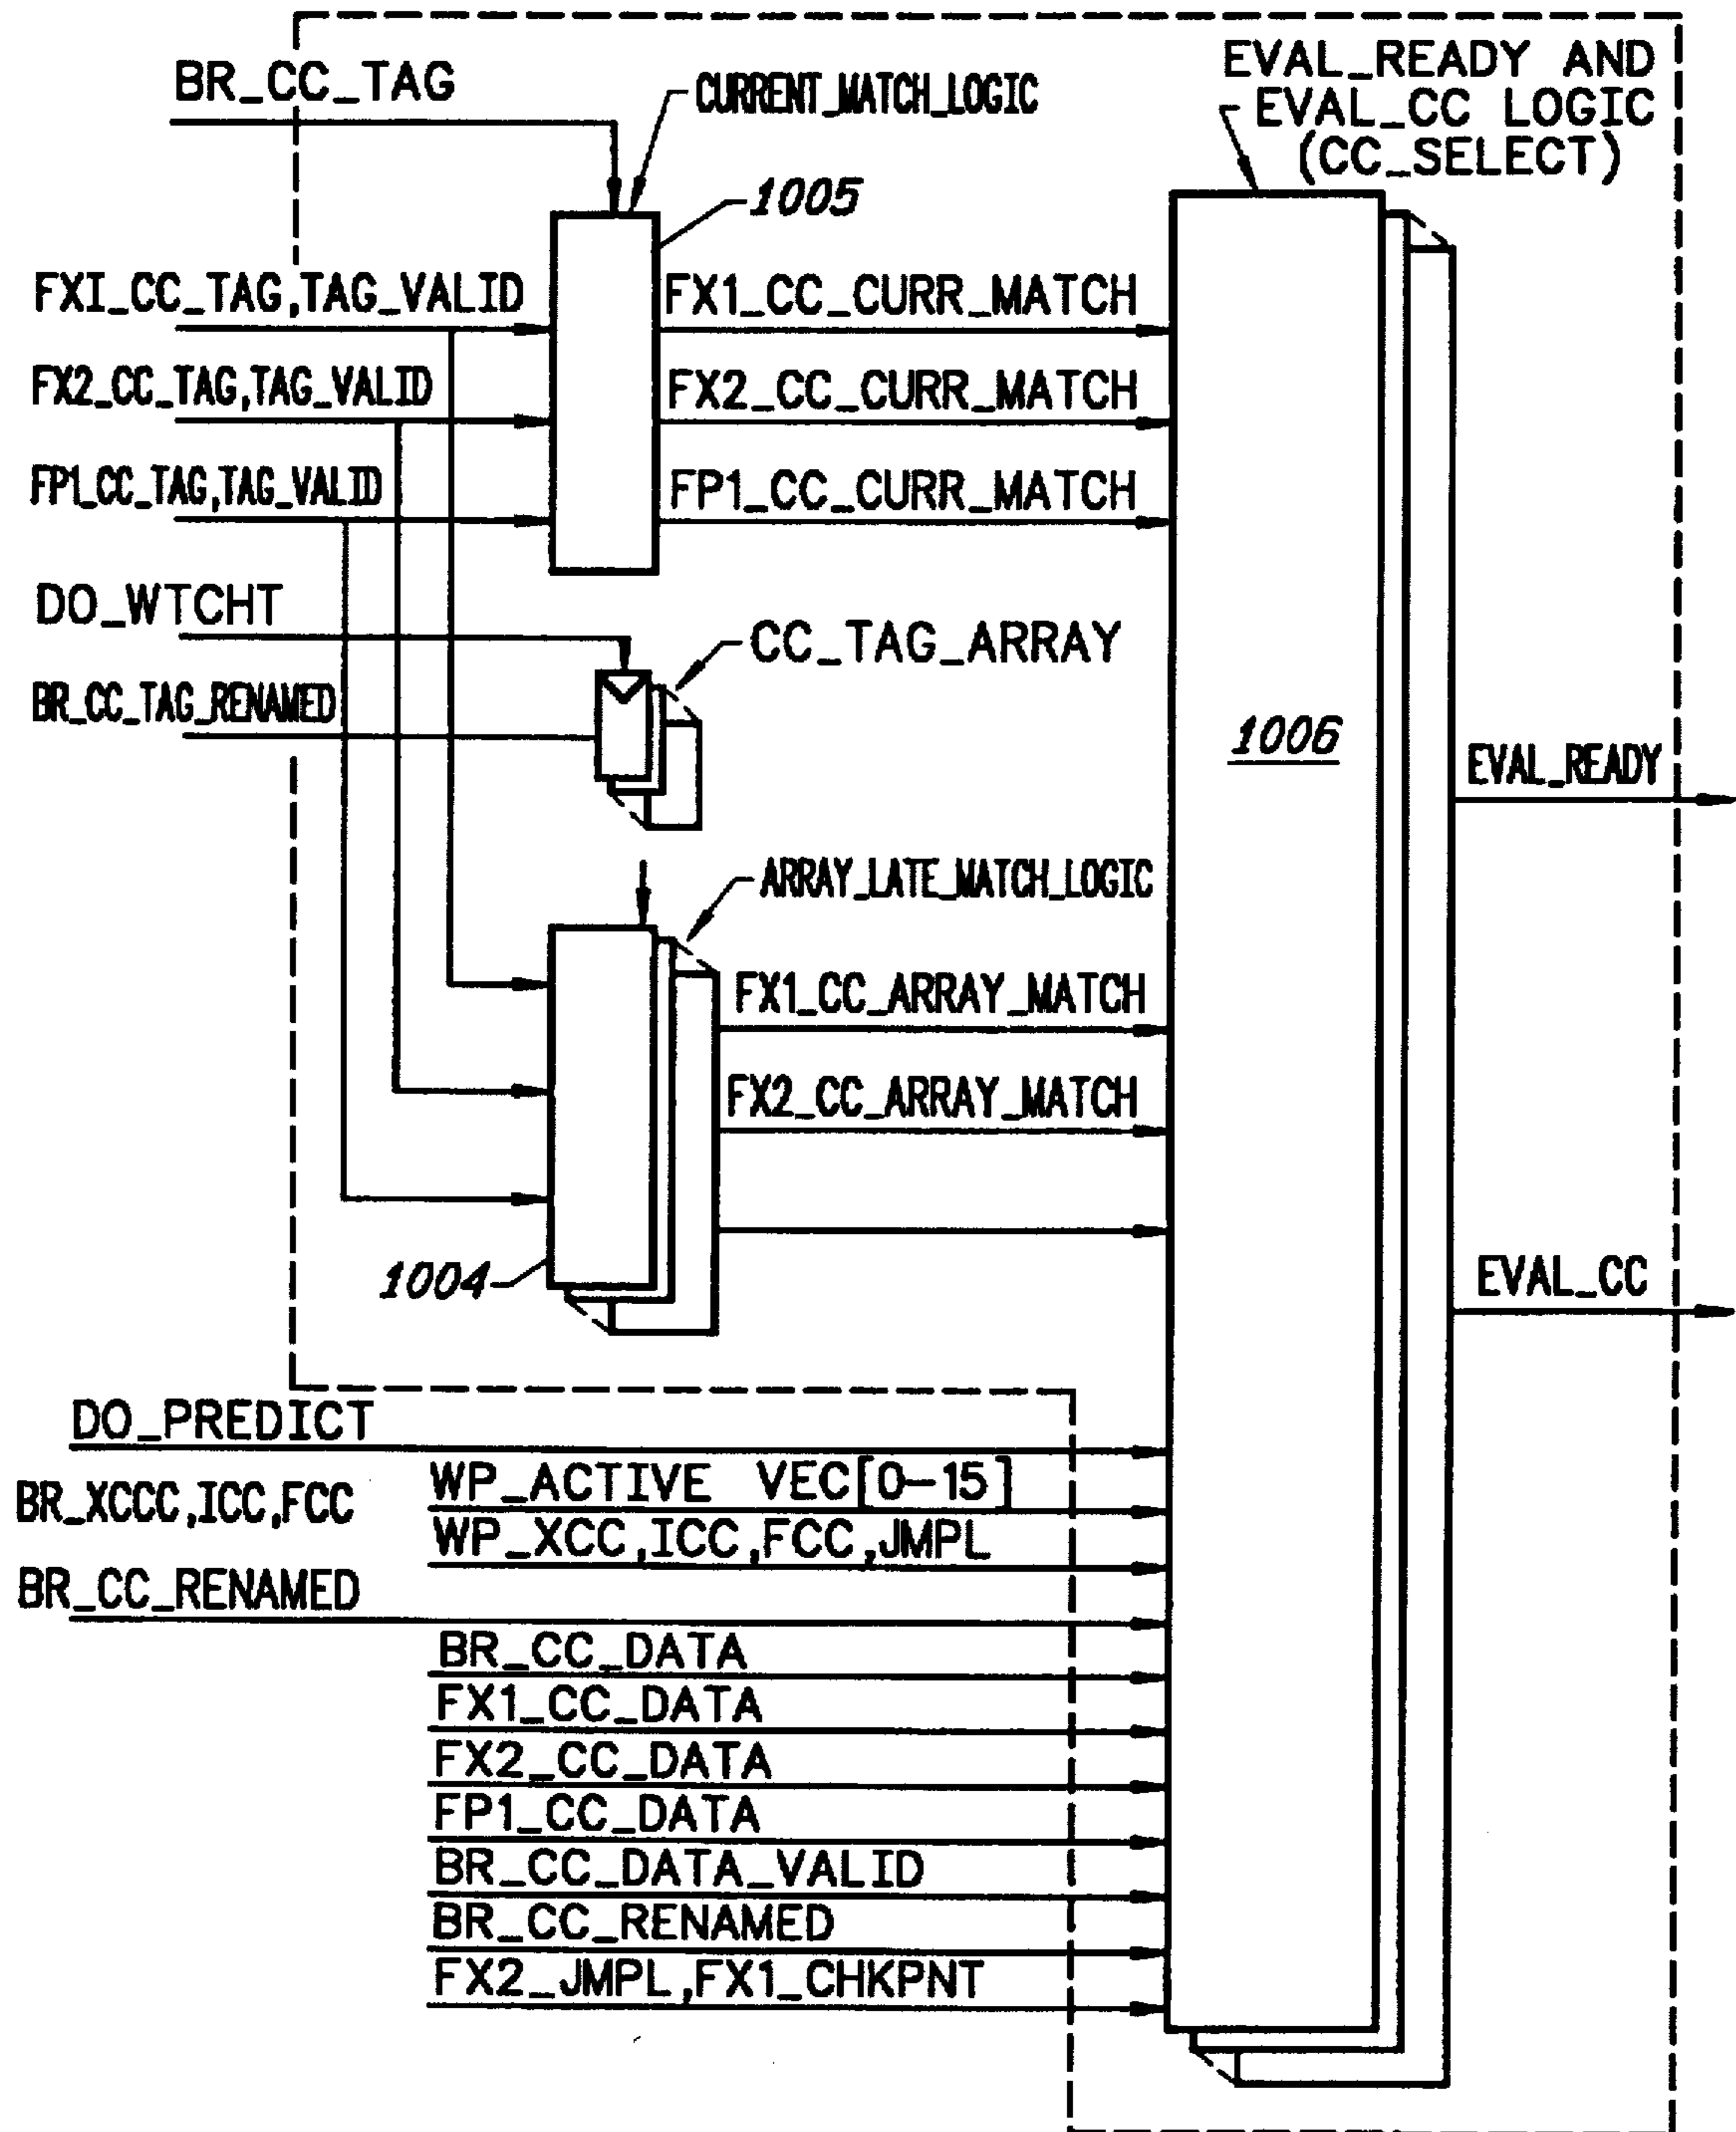 BR_CC_TAG
CURRENT_MATCH_LOGIC
EVAL_READY AND
EVAL_CC LOGIC
(CC_SELECT)
1005
FXI_CC_TAG,TAG_VALID
FX1_CC_CURR_MATCH
FX2_CC_TAG,TAG_VALID
FX2_CC_CURR_MATCH
FP1_CC_TAG,TAG_VALID
FP1_CC_CURR_MATCH
DO_WTCHT
CC_TAG_ARRAY
BR_CC_TAG_RENAMED
1006
EVAL_READY
ARRAY_LATE_MATCH_LOGIC
FX1_CC_ARRAY_MATCH
FX2_CC_ARRAY_MATCH
1004
EVAL_CC
DO_PREDICT
WP_ACTIVE VEC[0-15]
BR_XCCC,ICC,FCC
WP_XCC,ICC,FCC,JMPL
BR_CC_RENAMED
BR_CC_DATA
FX1_CC_DATA
FX2_CC_DATA
FP1_CC_DATA
BR_CC_DATA_VALID
BR_CC_RENAMED
FX2_JMPL,FX1_CHKPNT